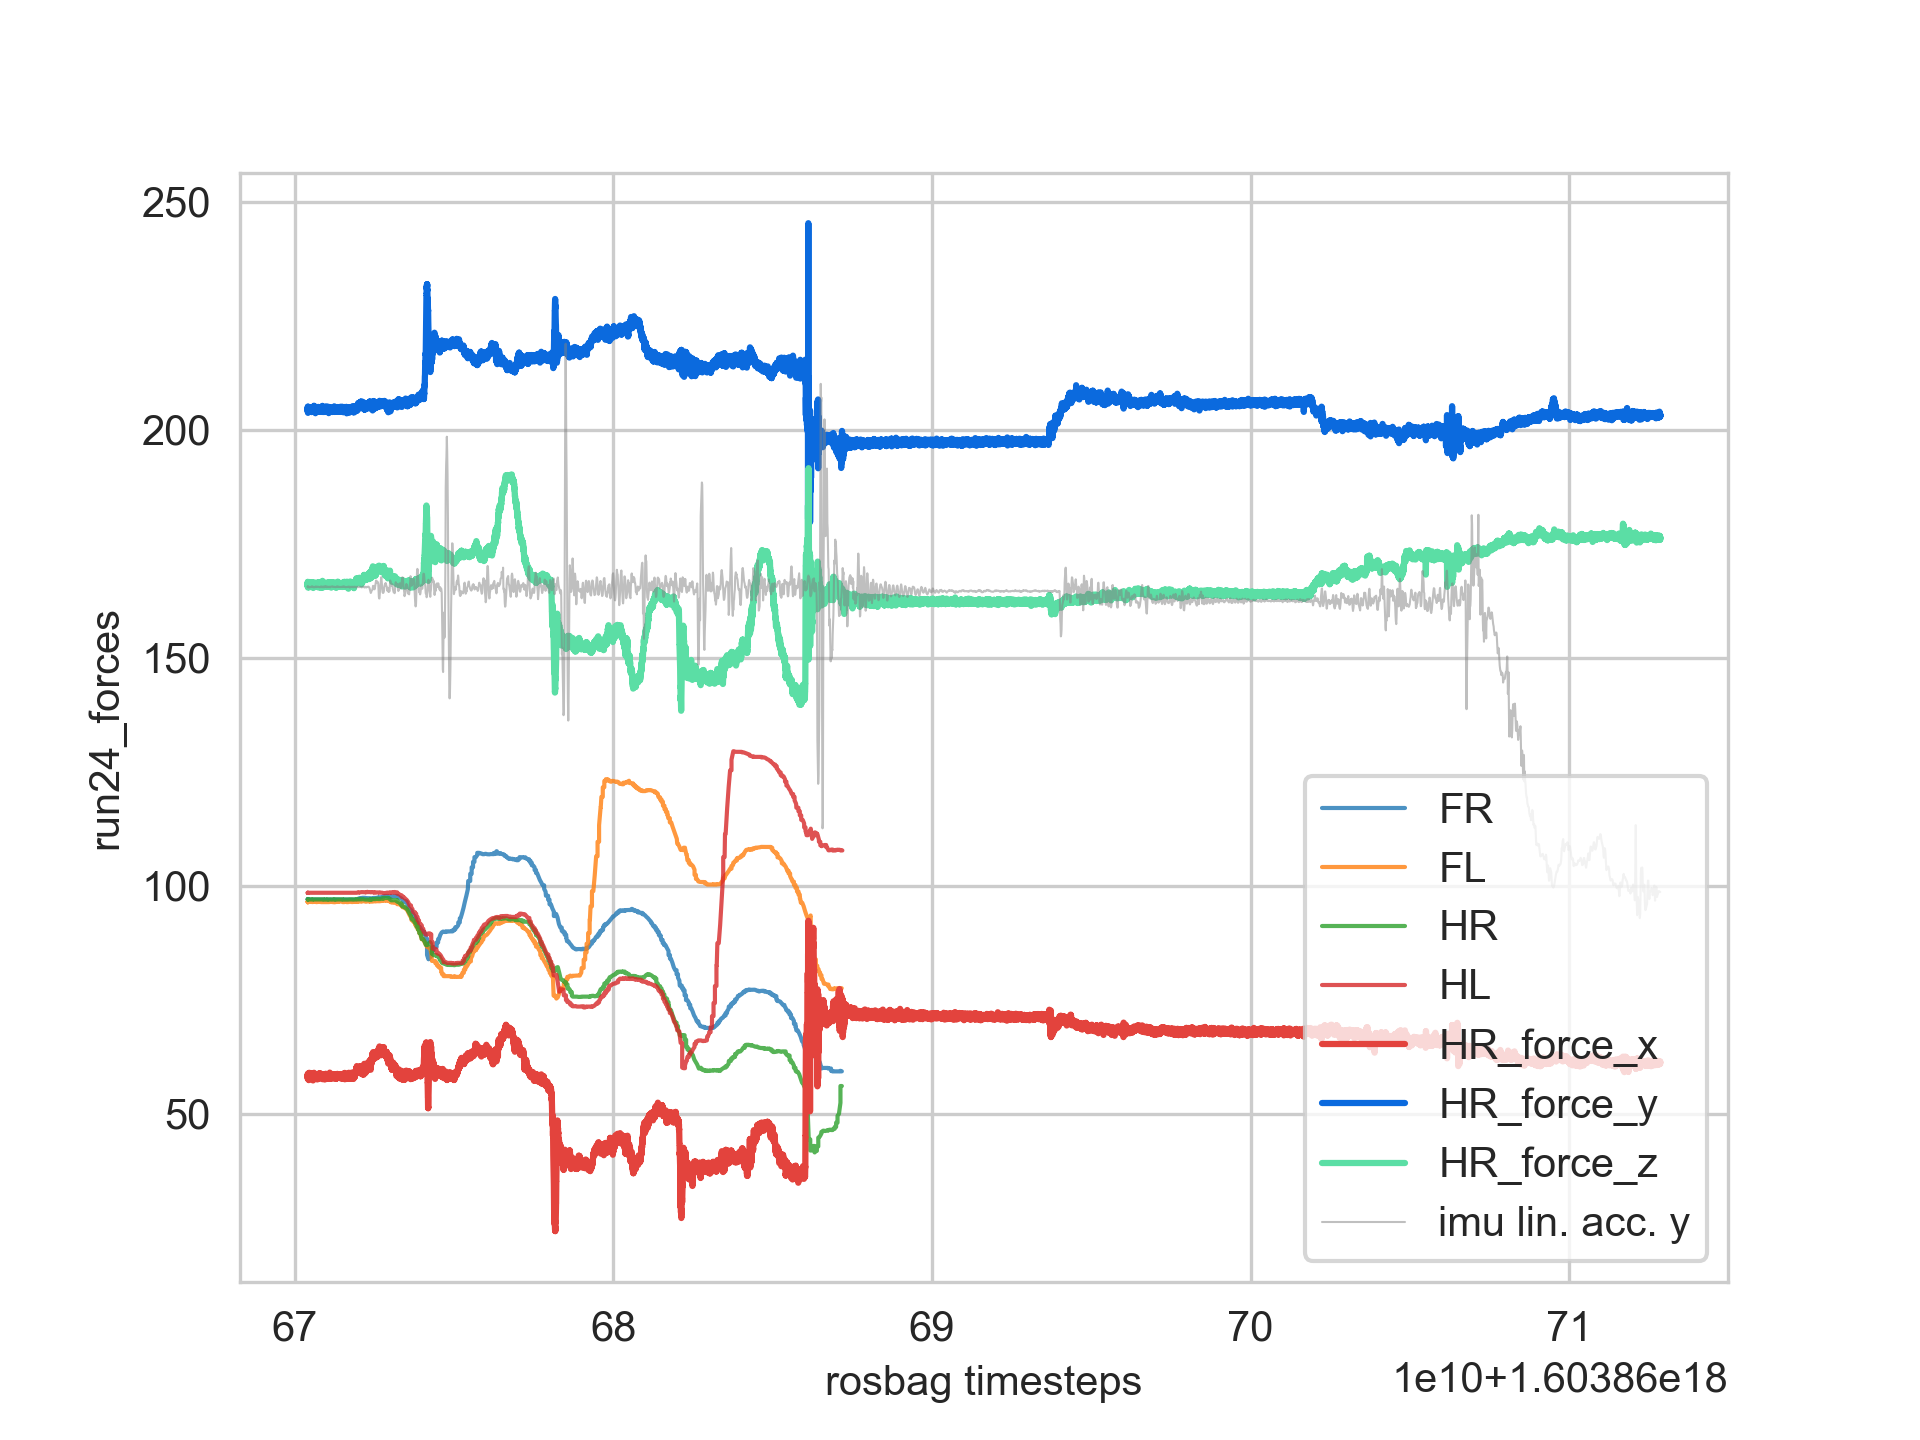 250
200
150
100
50
run24_forces
FR
FL
HR
HL
HR_force_x
HR_force_y
HR_force_z
imu lin. acc. y
67 68 69 70 71
rosbag timesteps
1e10+1.60386e18